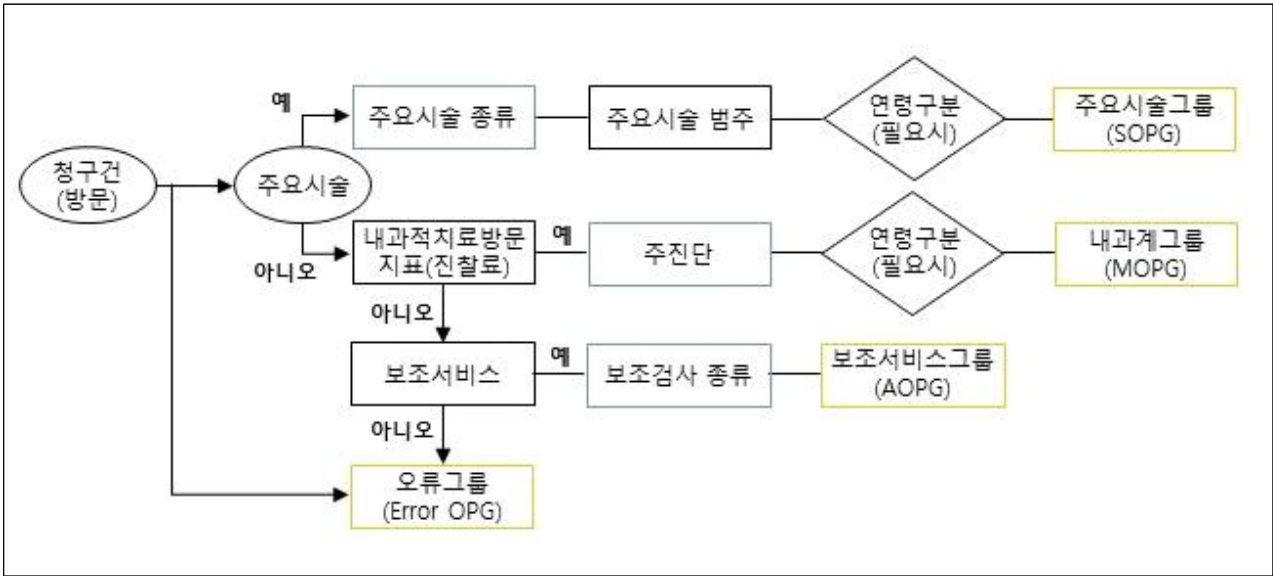 예
주요시술 종류
주요시술 범주
연령구분
(필요시)
주요시술그룹
(SOPG)
청구건
(방문)
주요시술
아니오
내과적치료방문
지표(진찰료)
예
주진단
연령구분
(필요시)
내과계그룹
(MOPG)
아니오
보조서비스
예
보조검사 종류
보조서비스그룹
(AOPG)
아니오
오류그룹
(Error OPG)